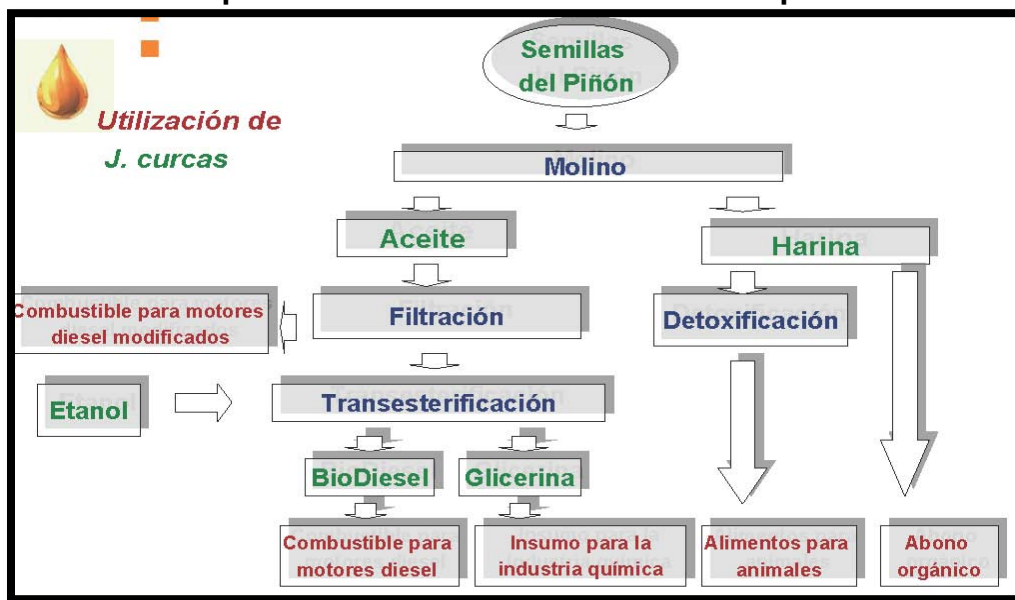 Semillas
del Piñón
Utilización de
J. curcas
Molino
Aceite
Harina
Combustible para motores
diesel modificados
Filtración
Detoxificación
Etanol
Transesterificación
BioDiesel
Glicerina
Combustible para
motores diesel
Insumo para la
industria química
Alimentos para
animales
Abono
orgánico